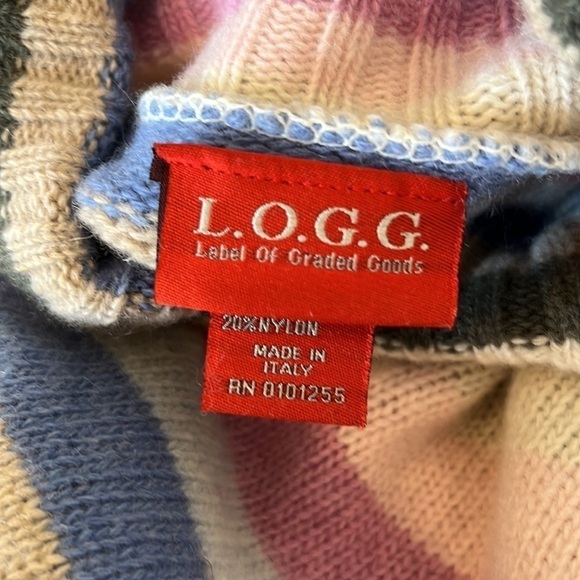 L.O.G.G.
Label Of Graded Goods
20%NYLON
MADE IN
ITALY
RN 0101255